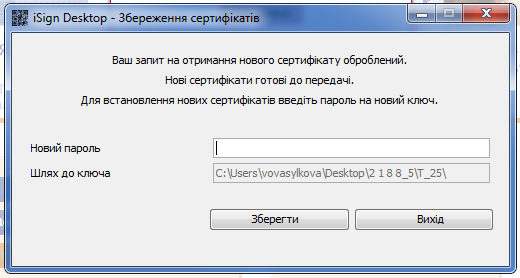 iSign Desktop - Збереження сертифікатів
Ваш запит на отримання нового сертифікату оброблений.
Нові сертифікати готові до передачі.
Для встановлення нових сертифікатів введіть пароль на новий ключ.
Новий пароль
Шлях до ключа C:\Users\vovasylkova\Desktop\2 1 8 8_5\T_25\
Зберегти Вихід